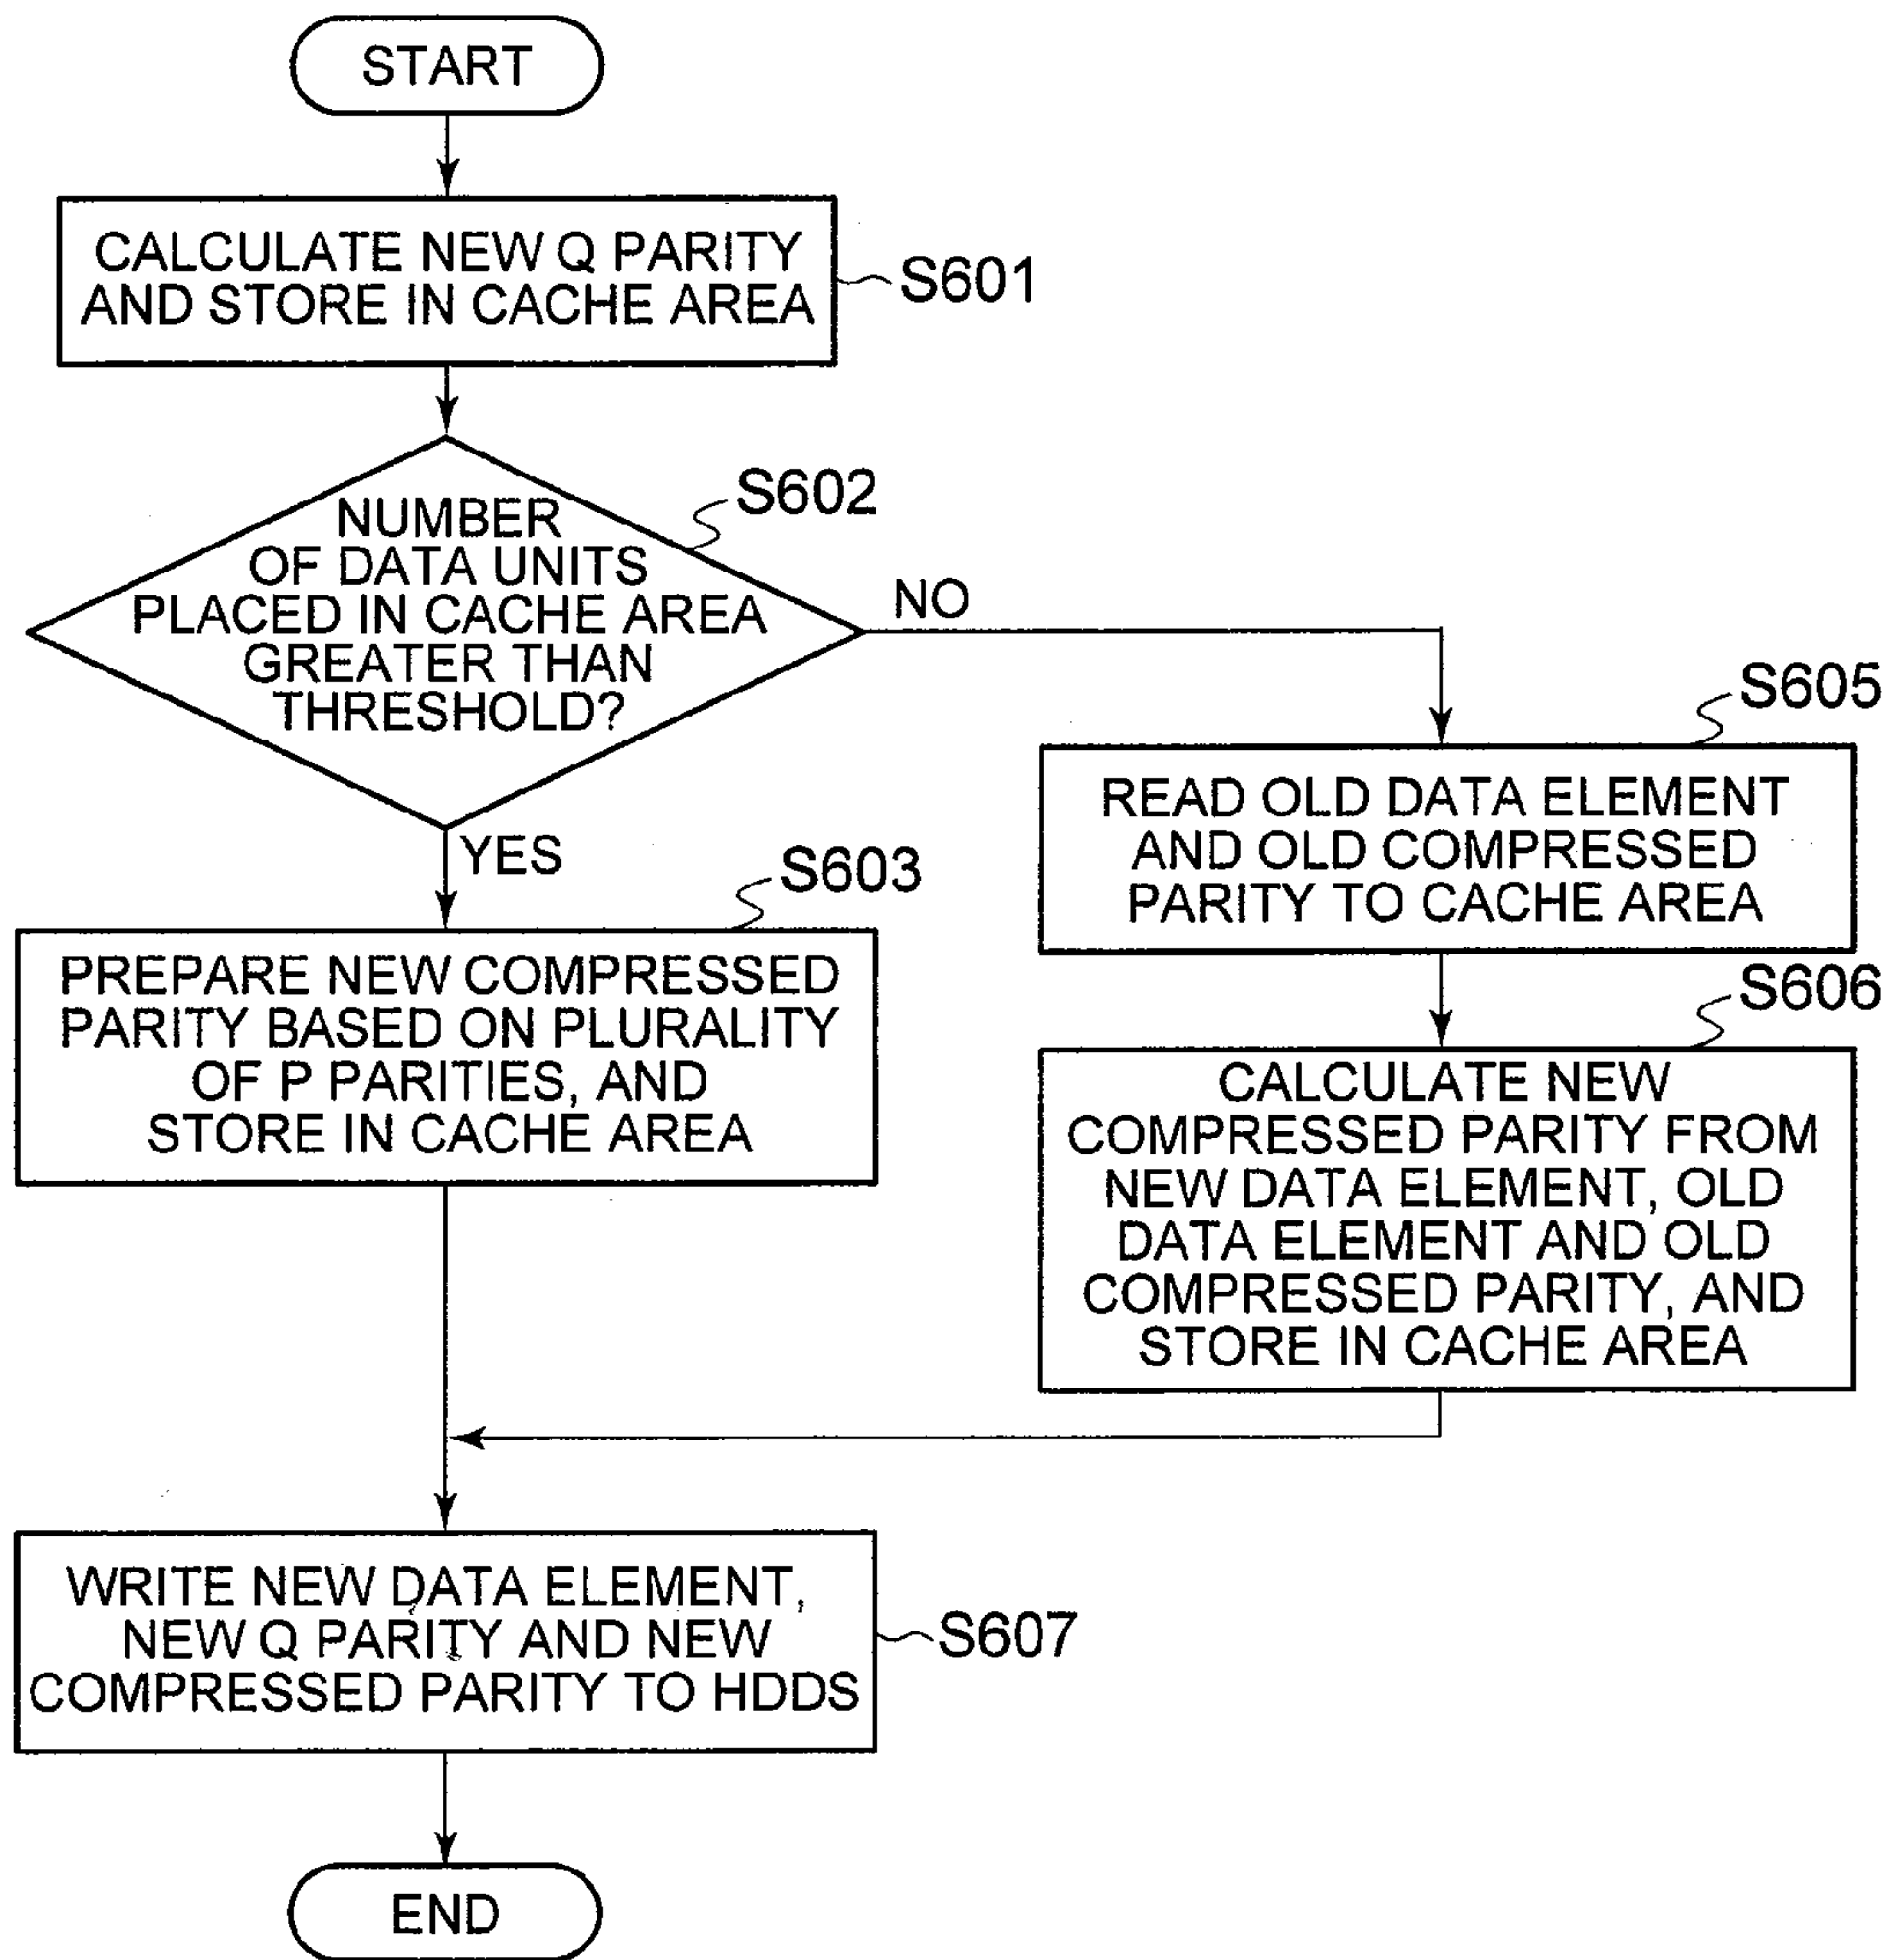 START
CALCULATE NEW Q PARITY
AND STORE IN CACHE AREA
S601
NUMBER
OF DATA UNITS
PLACED IN CACHE AREA
GREATER THAN
THRESHOLD?
S602
NO
YES
S603
PREPARE NEW COMPRESSED
PARITY BASED ON PLURALITY
OF P PARITIES, AND
STORE IN CACHE AREA
S605
READ OLD DATA ELEMENT
AND OLD COMPRESSED
PARITY TO CACHE AREA
S606
CALCULATE NEW
COMPRESSED PARITY FROM
NEW DATA ELEMENT, OLD
DATA ELEMENT AND OLD
COMPRESSED PARITY, AND
STORE IN CACHE AREA
WRITE NEW DATA ELEMENT,
NEW Q PARITY AND NEW
COMPRESSED PARITY TO HDDS
S607
END